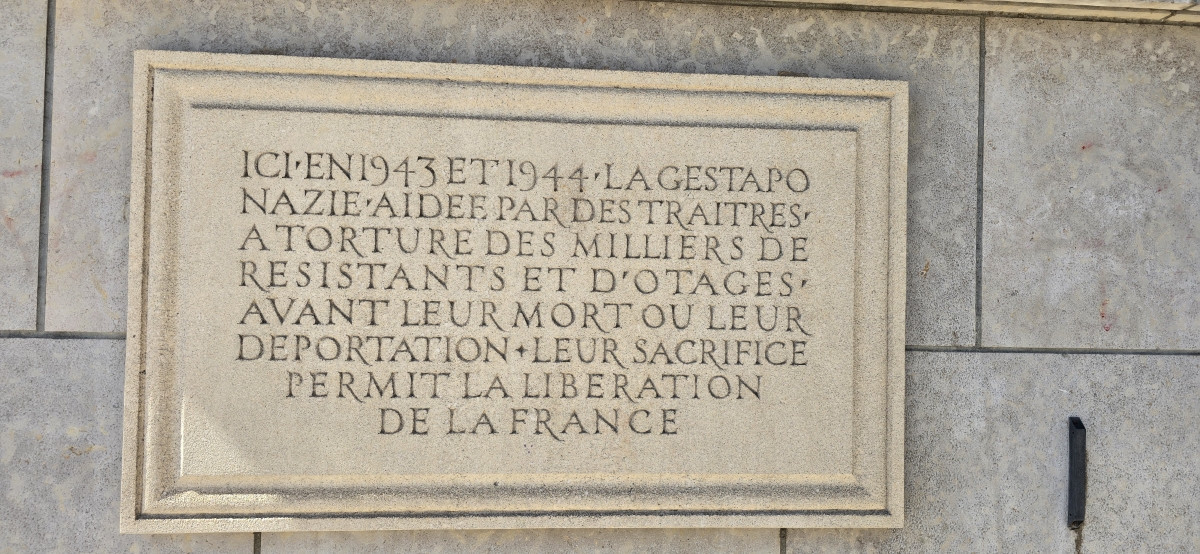 ICI, EN 1943 ET 1944, LA GESTAPO
NAZIE, AIDEE PAR DES TRAITRES,
A TORTURE DES MILLIERS DE
RESISTANTS ET D'OTAGES,
AVANT LEUR MORT OU LEUR
DEPORTATION • LEUR SACRIFICE
PERMIT LA LIBERATION
DE LA FRANCE